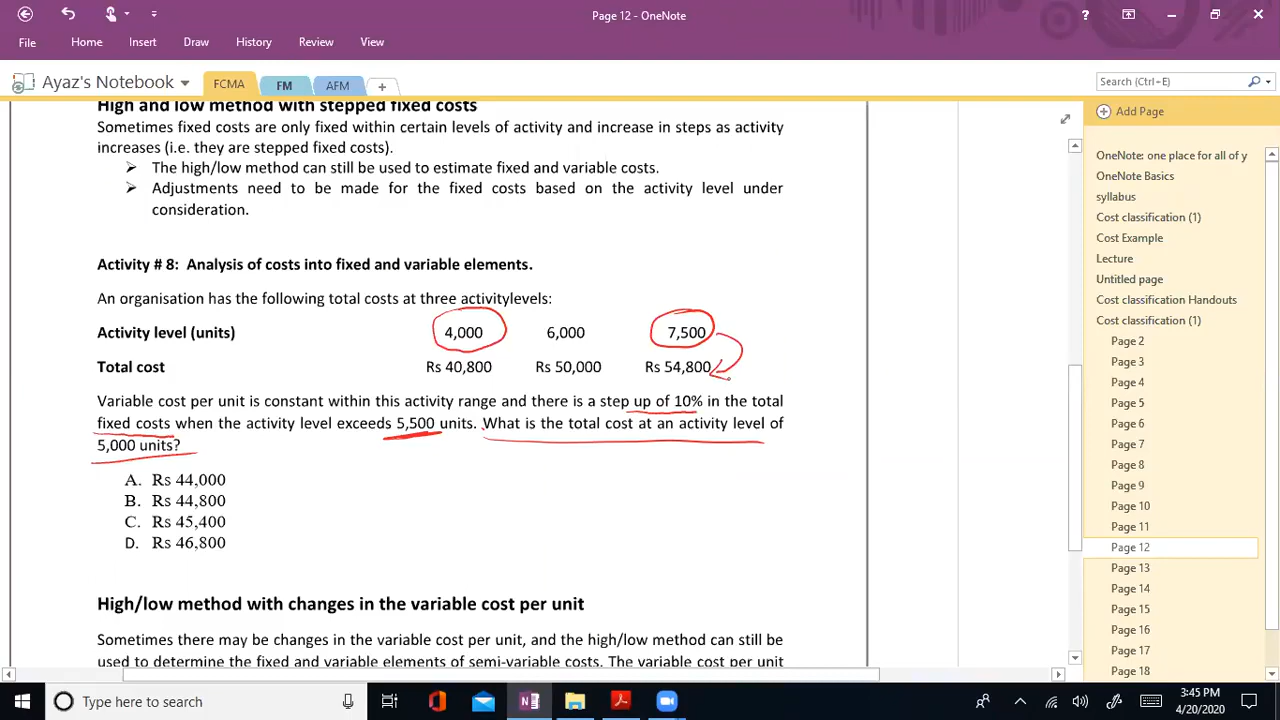 Page 12 - OneNote
?
File Home Insert Draw History Review View
Ayaz's Notebook FCMA FM AFM + Search (Ctrl+E)
Add Page
High and low method with stepped fixed costs
Sometimes fixed costs are only fixed within certain levels of activity and increase in steps as activity
increases (i.e. they are stepped fixed costs).
The high/low method can still be used to estimate fixed and variable costs.
Adjustments need to be made for the fixed costs based on the activity level under
consideration.
Activity # 8: Analysis of costs into fixed and variable elements.
An organisation has the following total costs at three activitylevels:
Activity level (units) 4,000 6,000 7,500
Total cost Rs 40,800 Rs 50,000 Rs 54,800
Variable cost per unit is constant within this activity range and there is a step up of 10% in the total
fixed costs when the activity level exceeds 5,500 units. What is the total cost at an activity level of
5,000 units?
A. Rs 44,000
B. Rs 44,800
C. Rs 45,400
D. Rs 46,800
High/low method with changes in the variable cost per unit
Sometimes there may be changes in the variable cost per unit, and the high/low method can still be
used to determine the fixed and variable elements of semi-variable costs. The variable cost per unit
OneNote: one place for all of y
OneNote Basics
syllabus
Cost classification (1)
Cost Example
Lecture
Untitled page
Cost classification Handouts
Cost classification (1)
Page 2
Page 3
Page 4
Page 5
Page 6
Page 7
Page 8
Page 9
Page 10
Page 11
Page 12
Page 13
Page 14
Page 15
Page 16
Page 17
Page 18
Type here to search
3:45 PM
4/20/2020